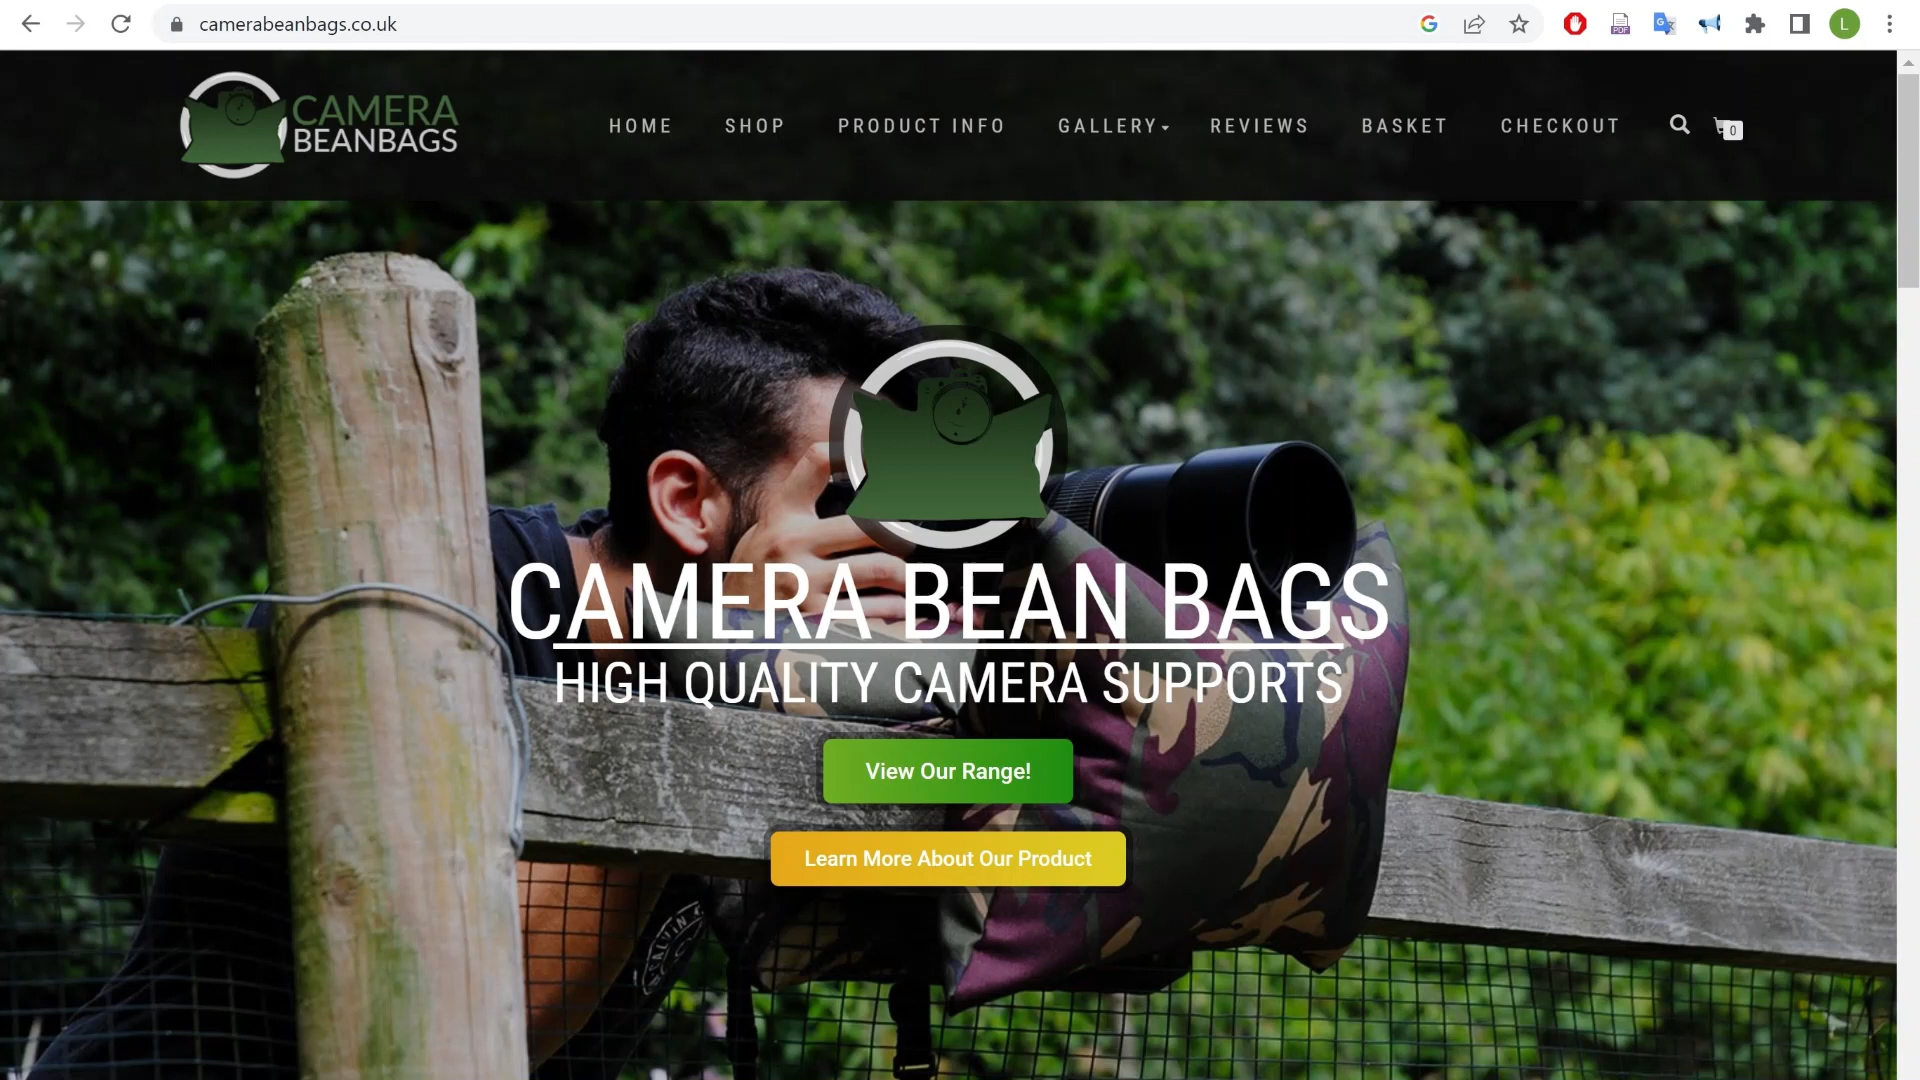 camerabeanbags.co.uk
L
CAMERA
BEANBAGS
HOME SHOP PRODUCT INFO GALLERY REVIEWS BASKET CHECKOUT
0
CAMERA BEAN BAGS
HIGH QUALITY CAMERA SUPPORTS
View Our Range!
Learn More About Our Product